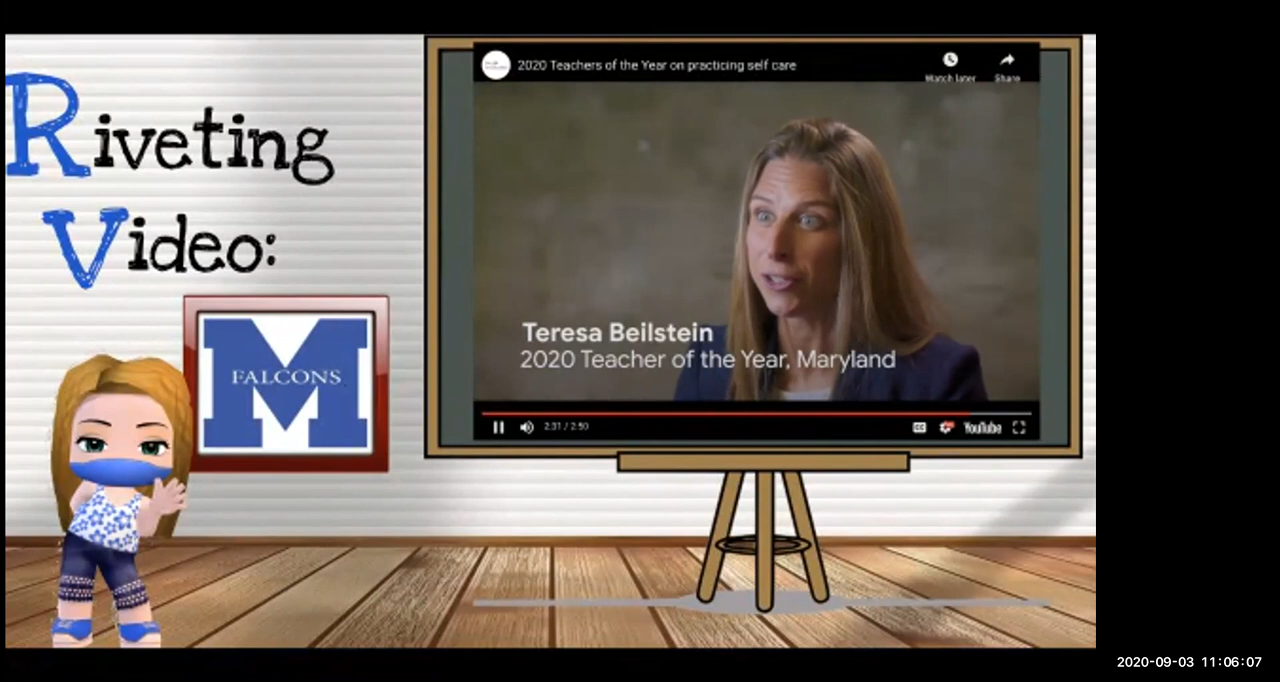 Riveting
Video:
FALCONS
2020 Teachers of the Year on practicing self care
Watch later
Share
Teresa Beilstein
2020 Teacher of the Year, Maryland
2:31 / 2:50
CC
YouTube
2020-09-03 11:06:07